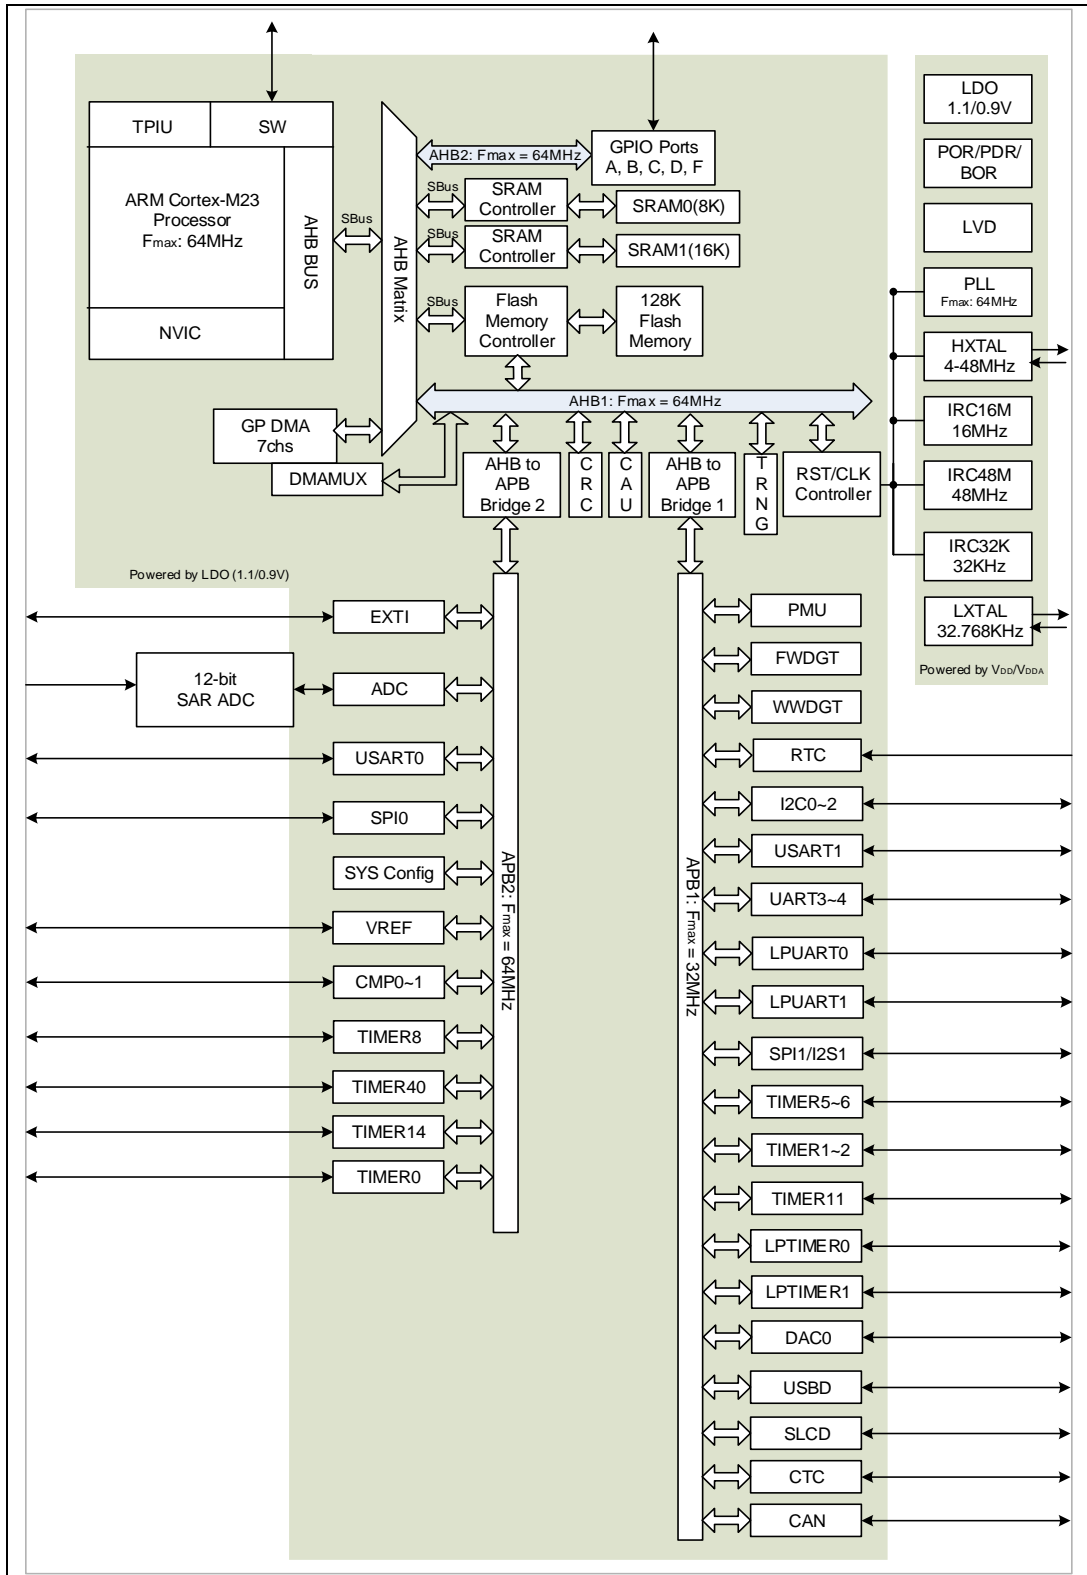 TPIU
SW
ARM Cortex-M23
Processor
Fmax: 64MHz
AHB BUS
NVIC
SBus
AHB Matrix
AHB2: Fmax = 64MHz
GPIO Ports
A, B, C, D, F
SBus
SRAM
Controller
SRAM0(8K)
SBus
SRAM
Controller
SRAM1(16K)
SBus
Flash
Memory
Controller
128K
Flash
Memory
AHB1: Fmax = 64MHz
GP DMA
7chs
DMAMUX
AHB to
APB
Bridge 2
C
R
C
C
A
U
AHB to
APB
Bridge 1
T
R
N
G
RST/CLK
Controller
Powered by LDO (1.1/0.9V)
LDO
1.1/0.9V
POR/PDR/
BOR
LVD
PLL
Fmax: 64MHz
HXTAL
4-48MHz
IRC16M
16MHz
IRC48M
48MHz
IRC32K
32KHz
LXTAL
32.768KHz
Powered by VDD/VDDA
EXTI
12-bit
SAR ADC
ADC
USART0
SPI0
SYS Config
VREF
CMP0~1
TIMER8
TIMER40
TIMER14
TIMER0
APB2: Fmax = 64MHz
APB1: Fmax = 32MHz
PMU
FWDGT
WWDGT
RTC
I2C0~2
USART1
UART3~4
LPUART0
LPUART1
SPI1/I2S1
TIMER5~6
TIMER1~2
TIMER11
LPTIMER0
LPTIMER1
DAC0
USBD
SLCD
CTC
CAN